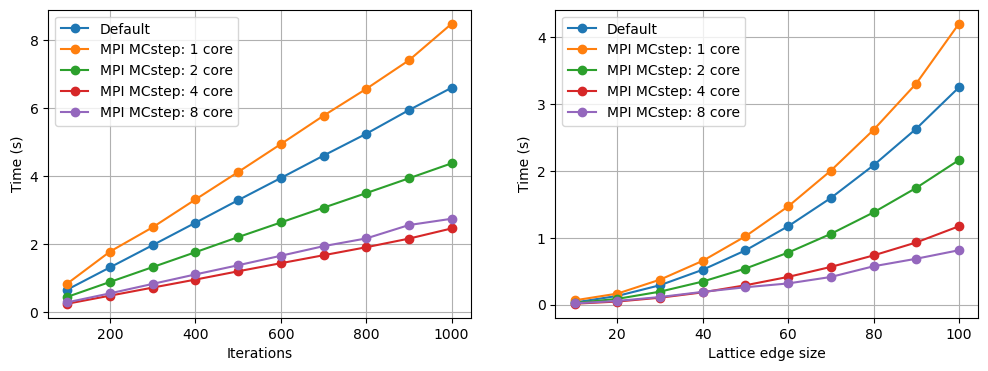 Default
MPI MCstep: 1 core
MPI MCstep: 2 core
MPI MCstep: 4 core
MPI MCstep: 8 core
Time (s)
8
6
4
2
0
200 400 600 800 1000
Iterations
Default
MPI MCstep: 1 core
MPI MCstep: 2 core
MPI MCstep: 4 core
MPI MCstep: 8 core
Time (s)
4
3
2
1
0
20 40 60 80 100
Lattice edge size